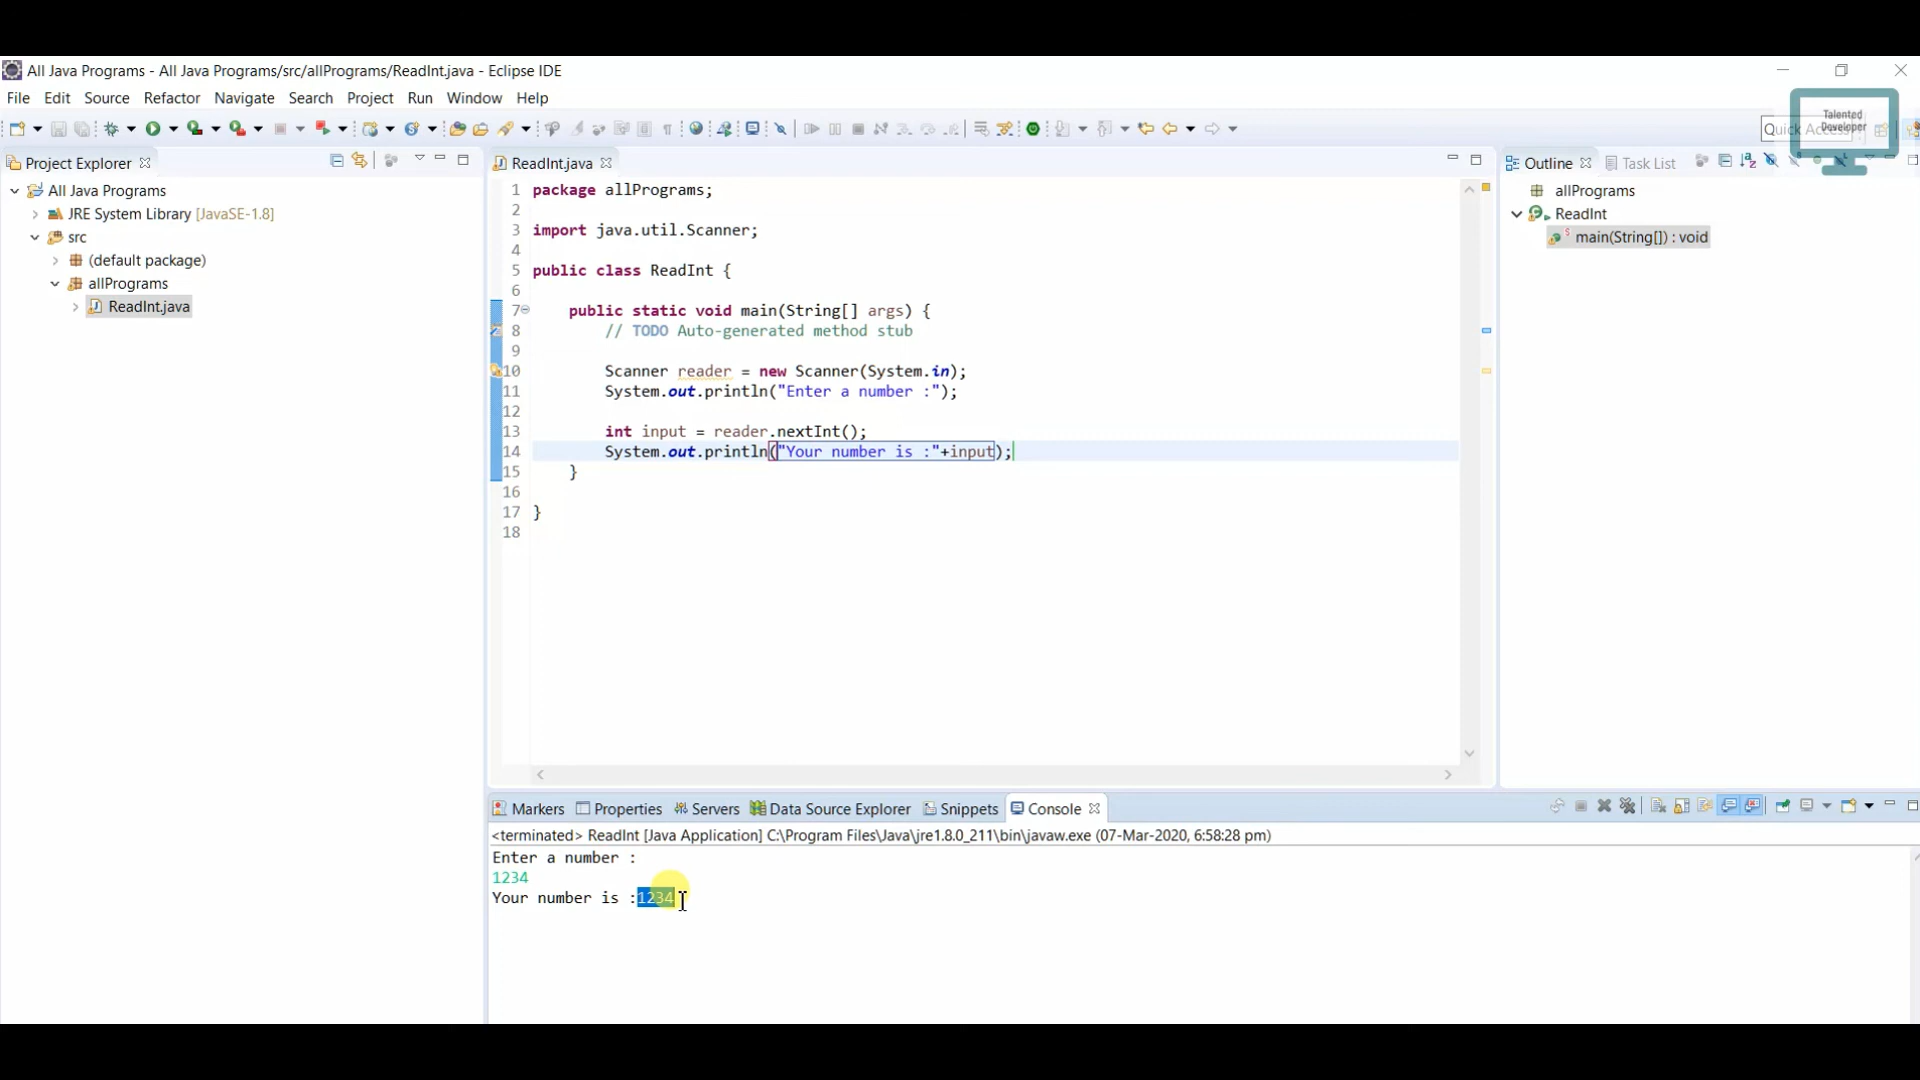 All Java Programs - All Java Programs/src/allPrograms/ReadInt.java - Eclipse IDE
File Edit Source Refactor Navigate Search Project Run Window Help
Talented
Developer
Quick Access
Project Explorer
All Java Programs
JRE System Library [JavaSE-1.8]
src
(default package)
allPrograms
ReadInt.java
ReadInt.java
1 package allPrograms;
2
3 import java.util.Scanner;
4
5 public class ReadInt {
6
7 public static void main(String[] args) {
8 // TODO Auto-generated method stub
9
10 Scanner reader = new Scanner(System.in);
11 System.out.println("Enter a number :");
12
13 int input = reader.nextInt();
14 System.out.println("Your number is :"+input);
15 }
16
17 }
18
Outline Task List
allPrograms
ReadInt
main(String[]) : void
Markers Properties Servers Data Source Explorer Snippets Console
<terminated> ReadInt [Java Application] C:\Program Files\Java\jre1.8.0_211\bin\javaw.exe (07-Mar-2020, 6:58:28 pm)
Enter a number :
1234
Your number is :1234